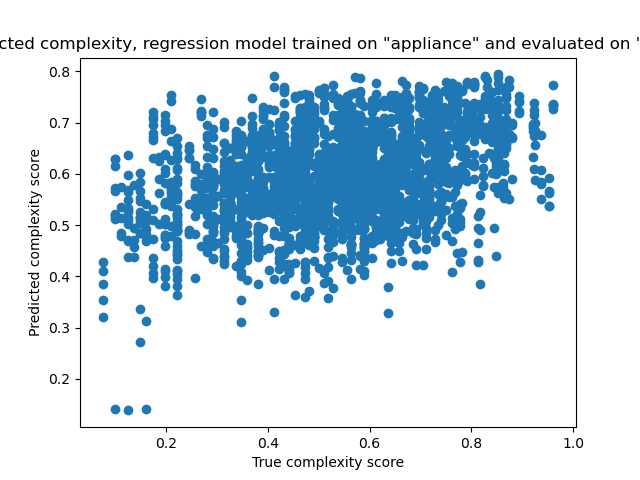 cted complexity, regression model trained on "appliance" and evaluated on "
Predicted complexity score
0.8
0.7
0.6
0.5
0.4
0.3
0.2
0.2 0.4 0.6 0.8 1.0
True complexity score